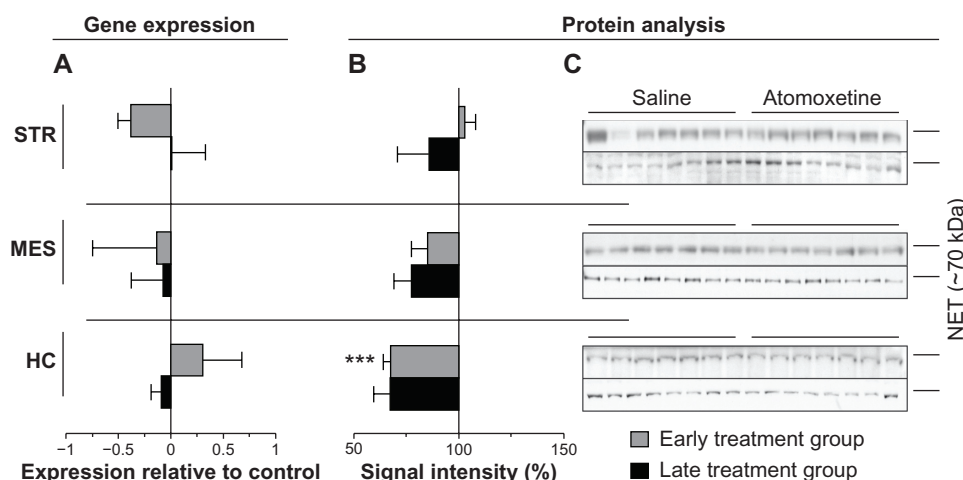 Gene expression
Protein analysis
A
B
C
Saline
Atomoxetine
STR
MES
HC
***
NET (~70 kDa)
−1
−0.5
0
0.5
1
50
100
150
Expression relative to control
Signal intensity (%)
Early treatment group
Late treatment group